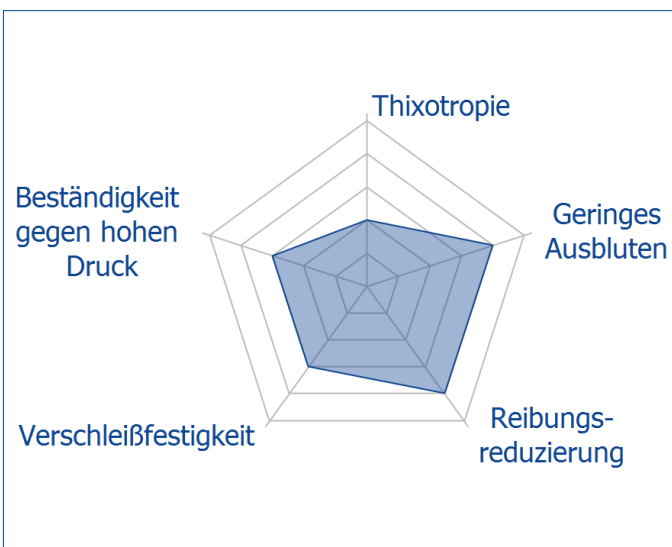 Thixotropie
Geringes
Ausbluten
Reibungs-
reduzierung
Verschleißfestigkeit
Beständigkeit
gegen hohen
Druck